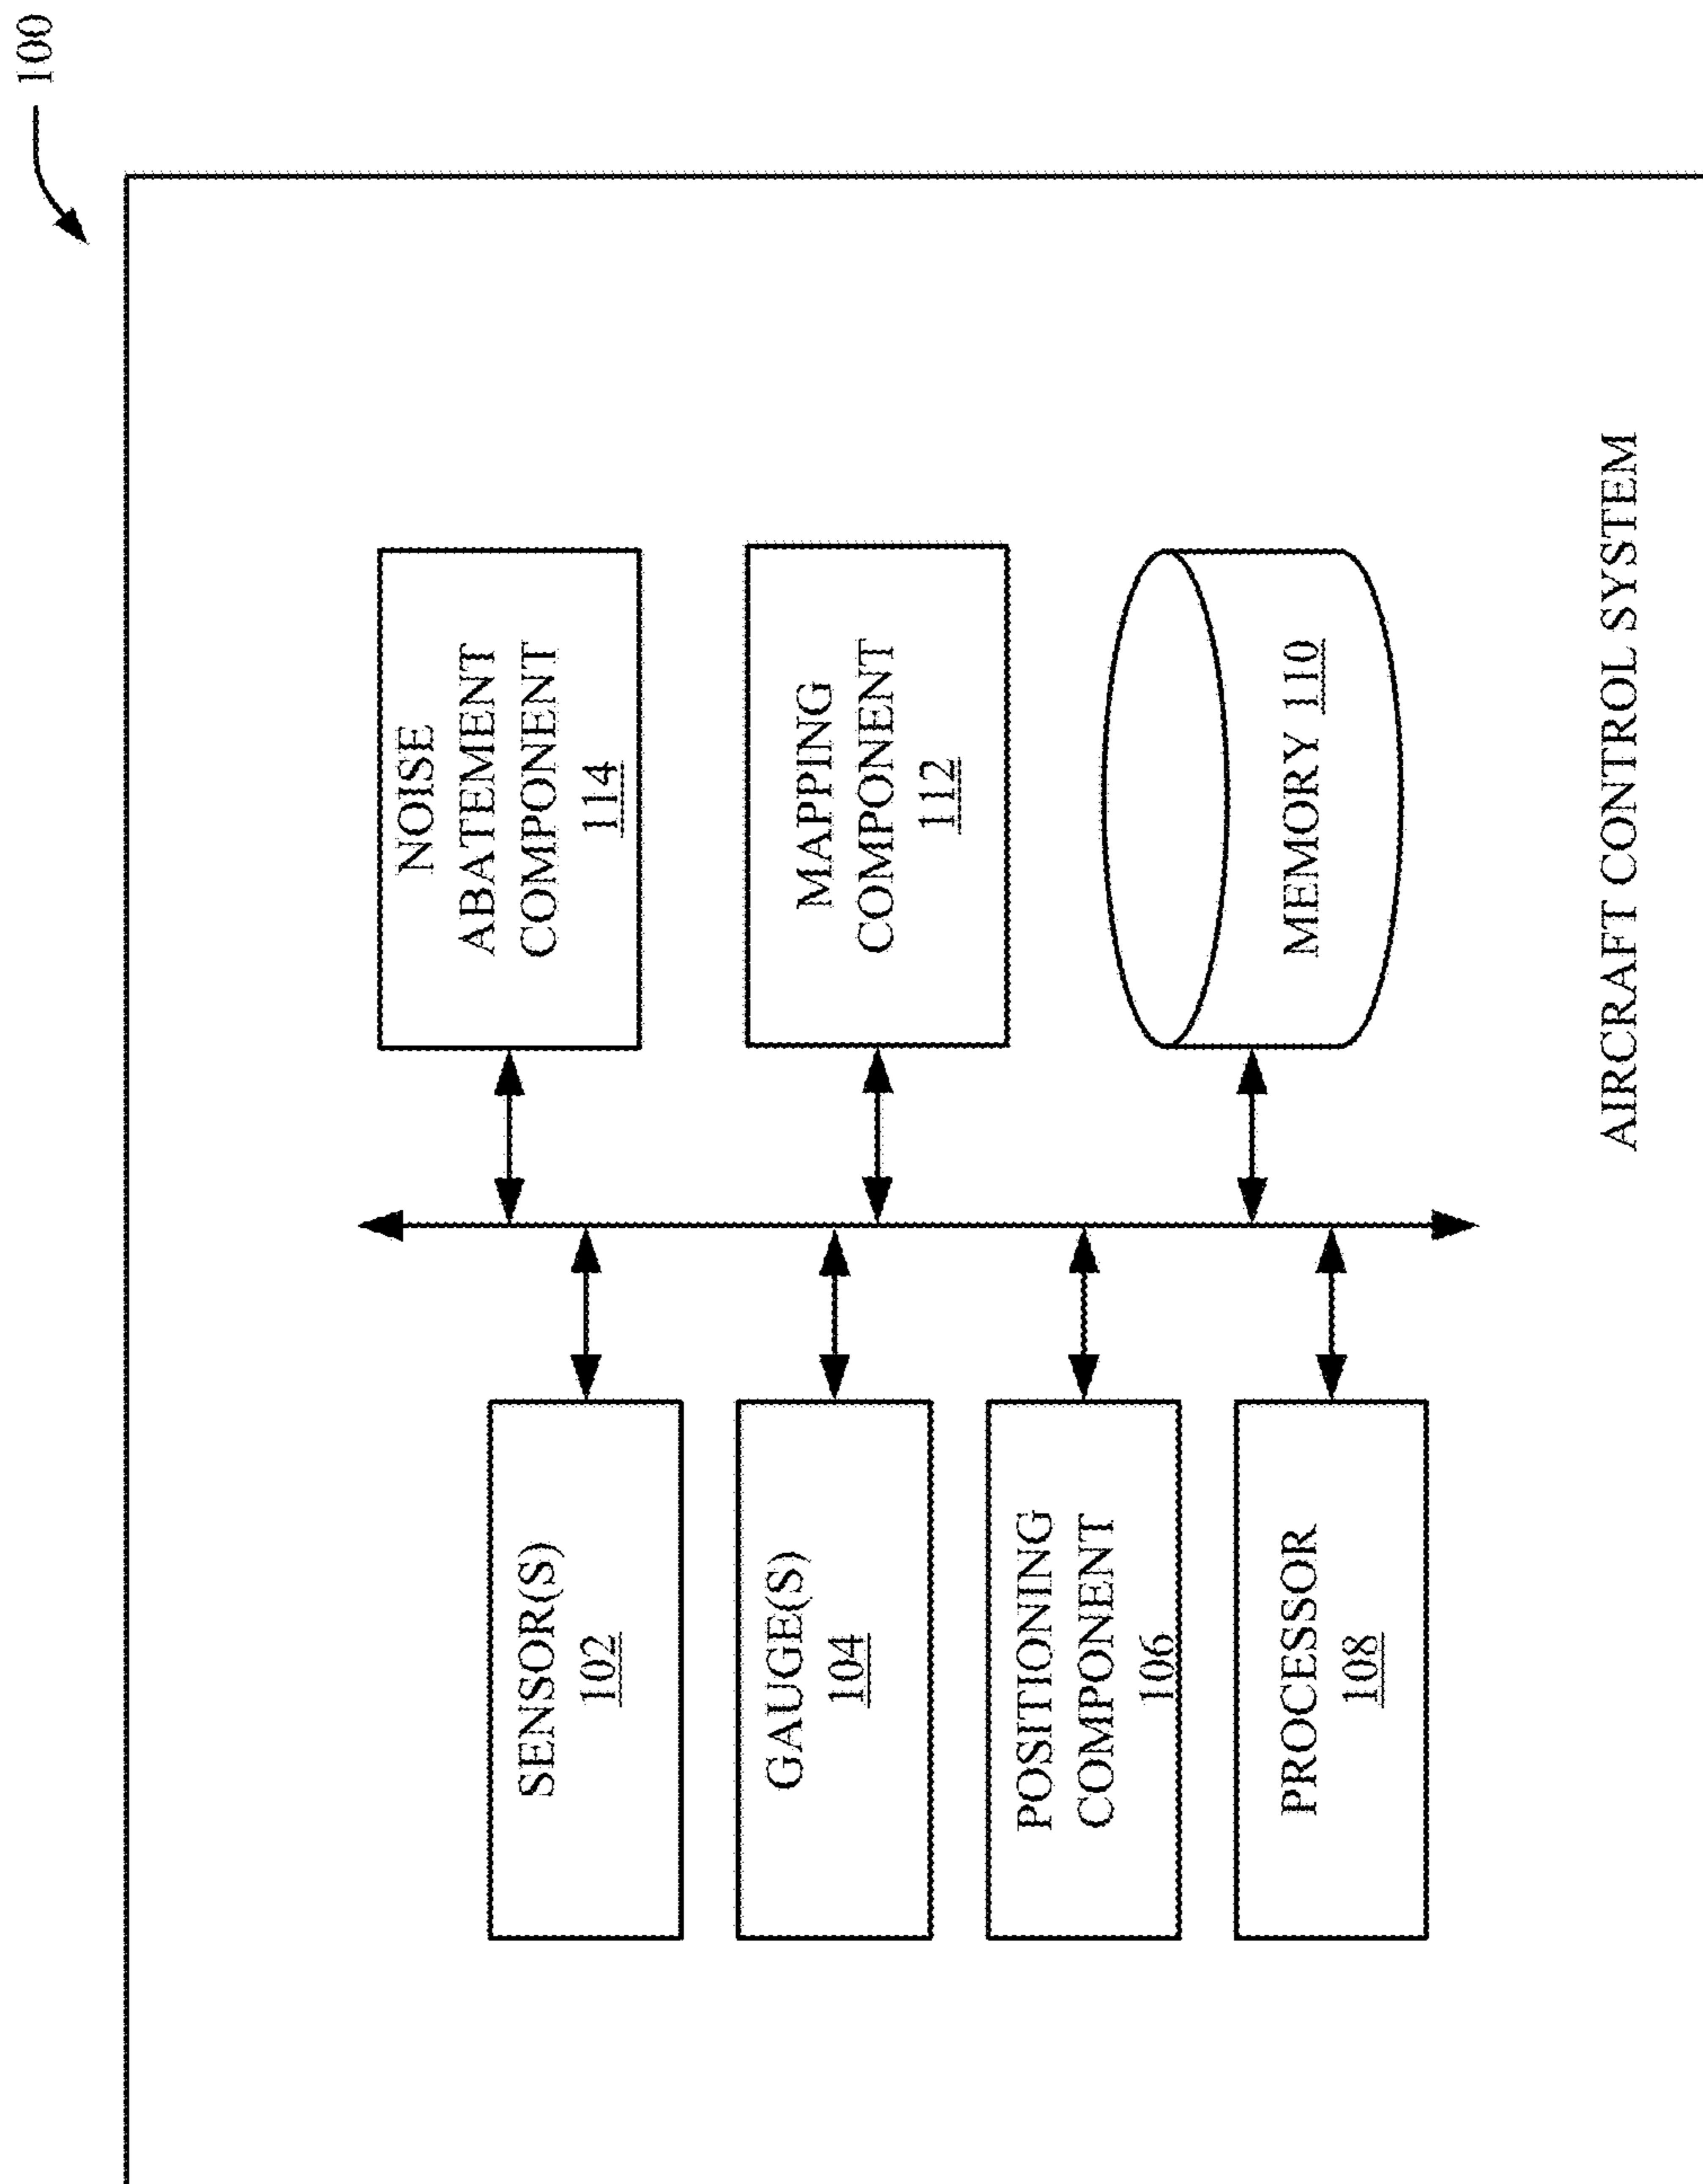 100
SENSOR(S)
102
GAUGE(S)
104
POSITIONING
COMPONENT
106
PROCESSOR
108
NOISE
ABATEMENT
COMPONENT
114
MAPPING
COMPONENT
112
MEMORY 110
AIRCRAFT CONTROL SYSTEM